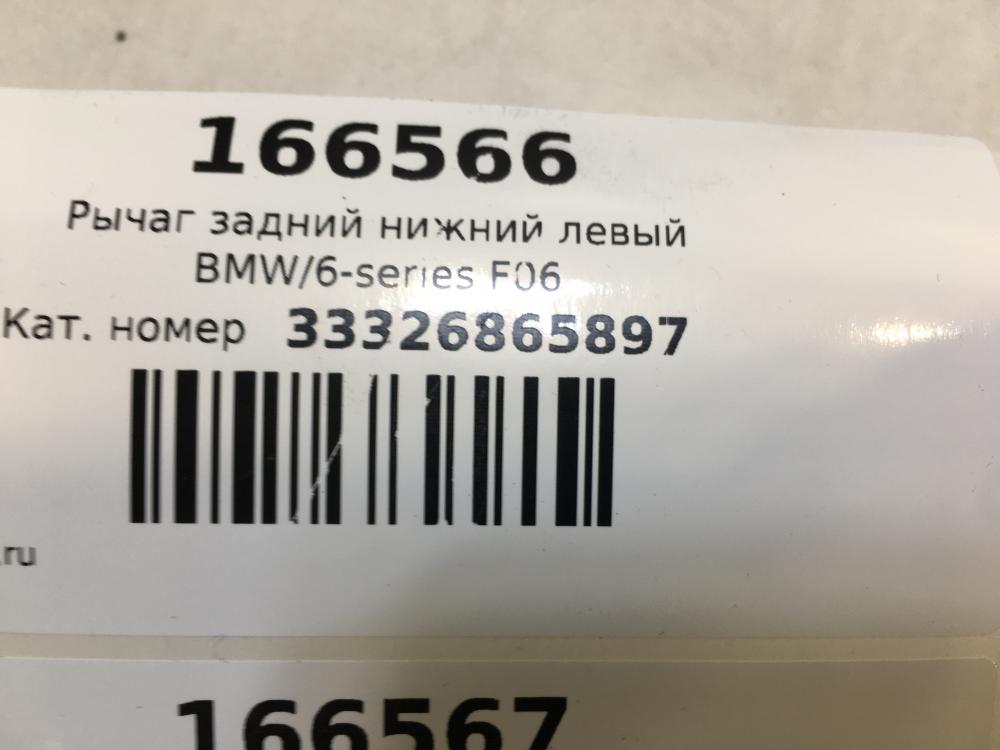 166566
Рычаг задний нижний левый
BMW/6-series F06
Кат. номер 33326865897
.ru
166567